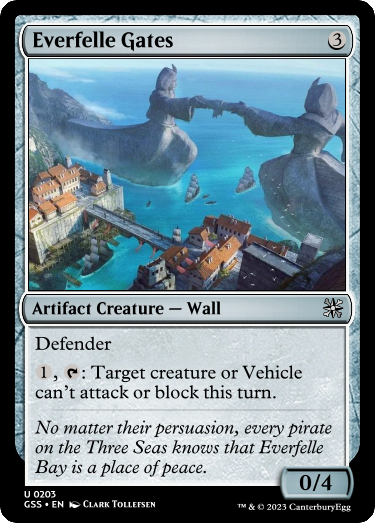 Everfelle Gates 3
Artifact Creature — Wall
Defender
1, : Target creature or Vehicle
can't attack or block this turn.
No matter their persuasion, every pirate
on the Three Seas knows that Everfelle
Bay is a place of peace.
0/4
U 0203
GSS • EN CLARK TOLLEFSEN
™ & © 2023 CanterburyEgg